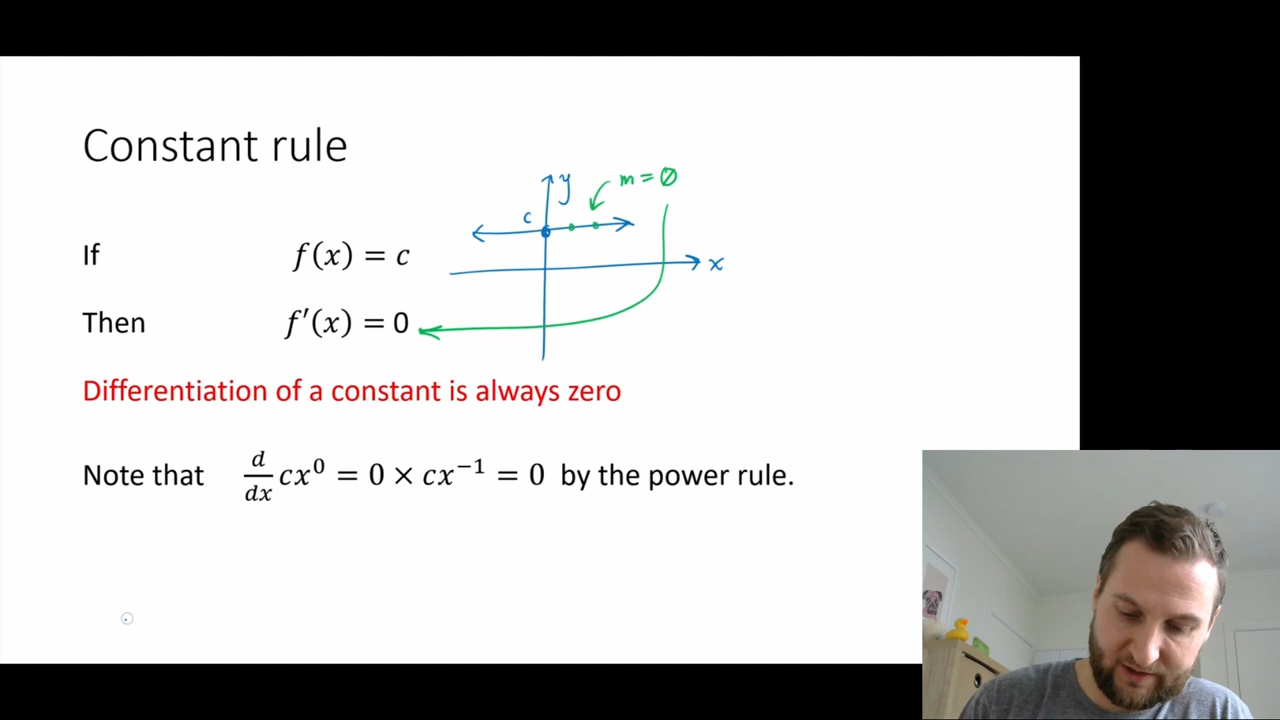 Constant rule
y
m = 0
c
If f(x) = c
x
Then f′(x) = 0
Differentiation of a constant is always zero
Note that d/dx cx⁰ = 0 × cx⁻¹ = 0 by the power rule.